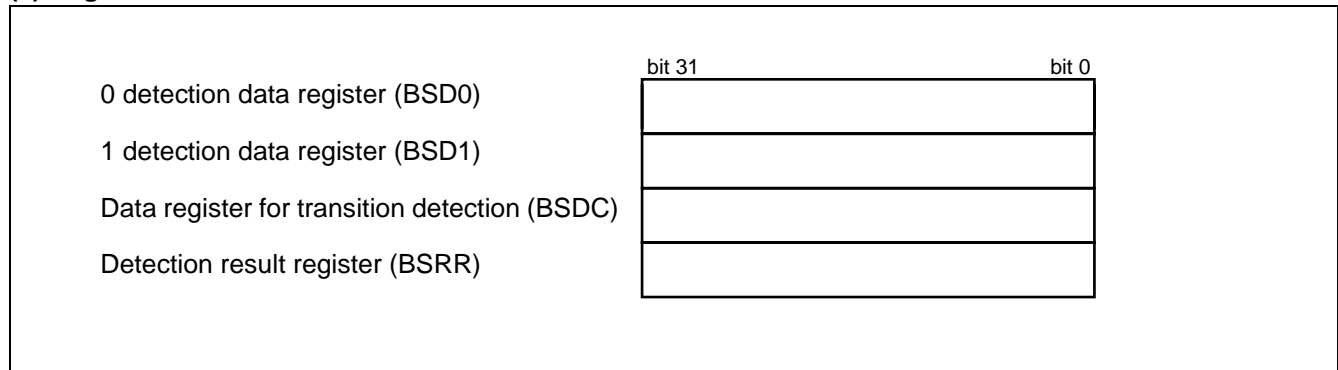 bit 31 bit 0
0 detection data register (BSD0)
1 detection data register (BSD1)
Data register for transition detection (BSDC)
Detection result register (BSRR)